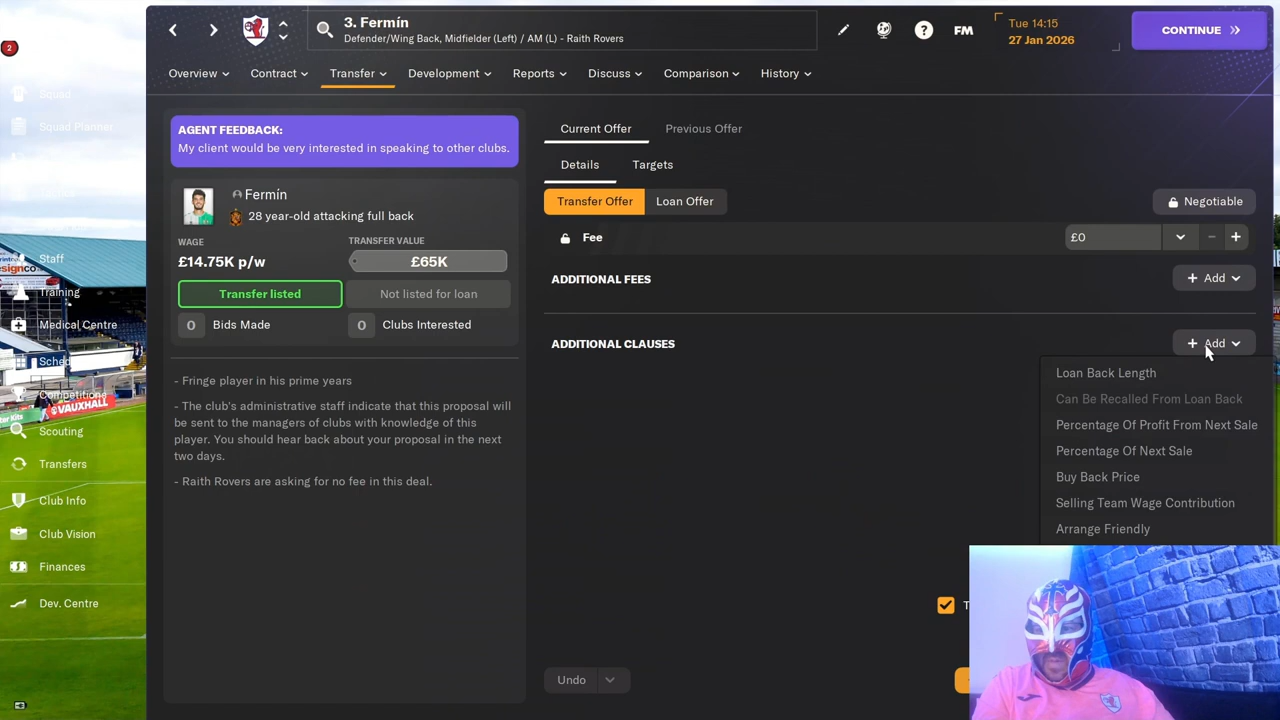 3. Fermín
Defender/Wing Back, Midfielder (Left) / AM (L) - Raith Rovers
FM
Tue 14:15
27 Jan 2026
CONTINUE
2
Overview
Contract
Transfer
Development
Reports
Discuss
Comparison
History
Squad
Squad Planner
Staff
Training
Medical Centre
Sched
Competitions
VAUXHALL
Scouting
Transfers
Club Info
Club Vision
Finances
Dev. Centre
AGENT FEEDBACK:
My client would be very interested in speaking to other clubs.
Fermín
28 year-old attacking full back
WAGE
£14.75K p/w
TRANSFER VALUE
£65K
Transfer listed
Not listed for loan
0 Bids Made
0 Clubs Interested
- Fringe player in his prime years
- The club's administrative staff indicate that this proposal will
be sent to the managers of clubs with knowledge of this
player. You should hear back about your proposal in the next
two days.
- Raith Rovers are asking for no fee in this deal.
Current Offer
Previous Offer
Details
Targets
Transfer Offer
Loan Offer
Negotiable
Fee
£0
ADDITIONAL FEES
+ Add
ADDITIONAL CLAUSES
+ Add
Loan Back Length
Can Be Recalled From Loan Back
Percentage Of Profit From Next Sale
Percentage Of Next Sale
Buy Back Price
Selling Team Wage Contribution
Arrange Friendly
Undo